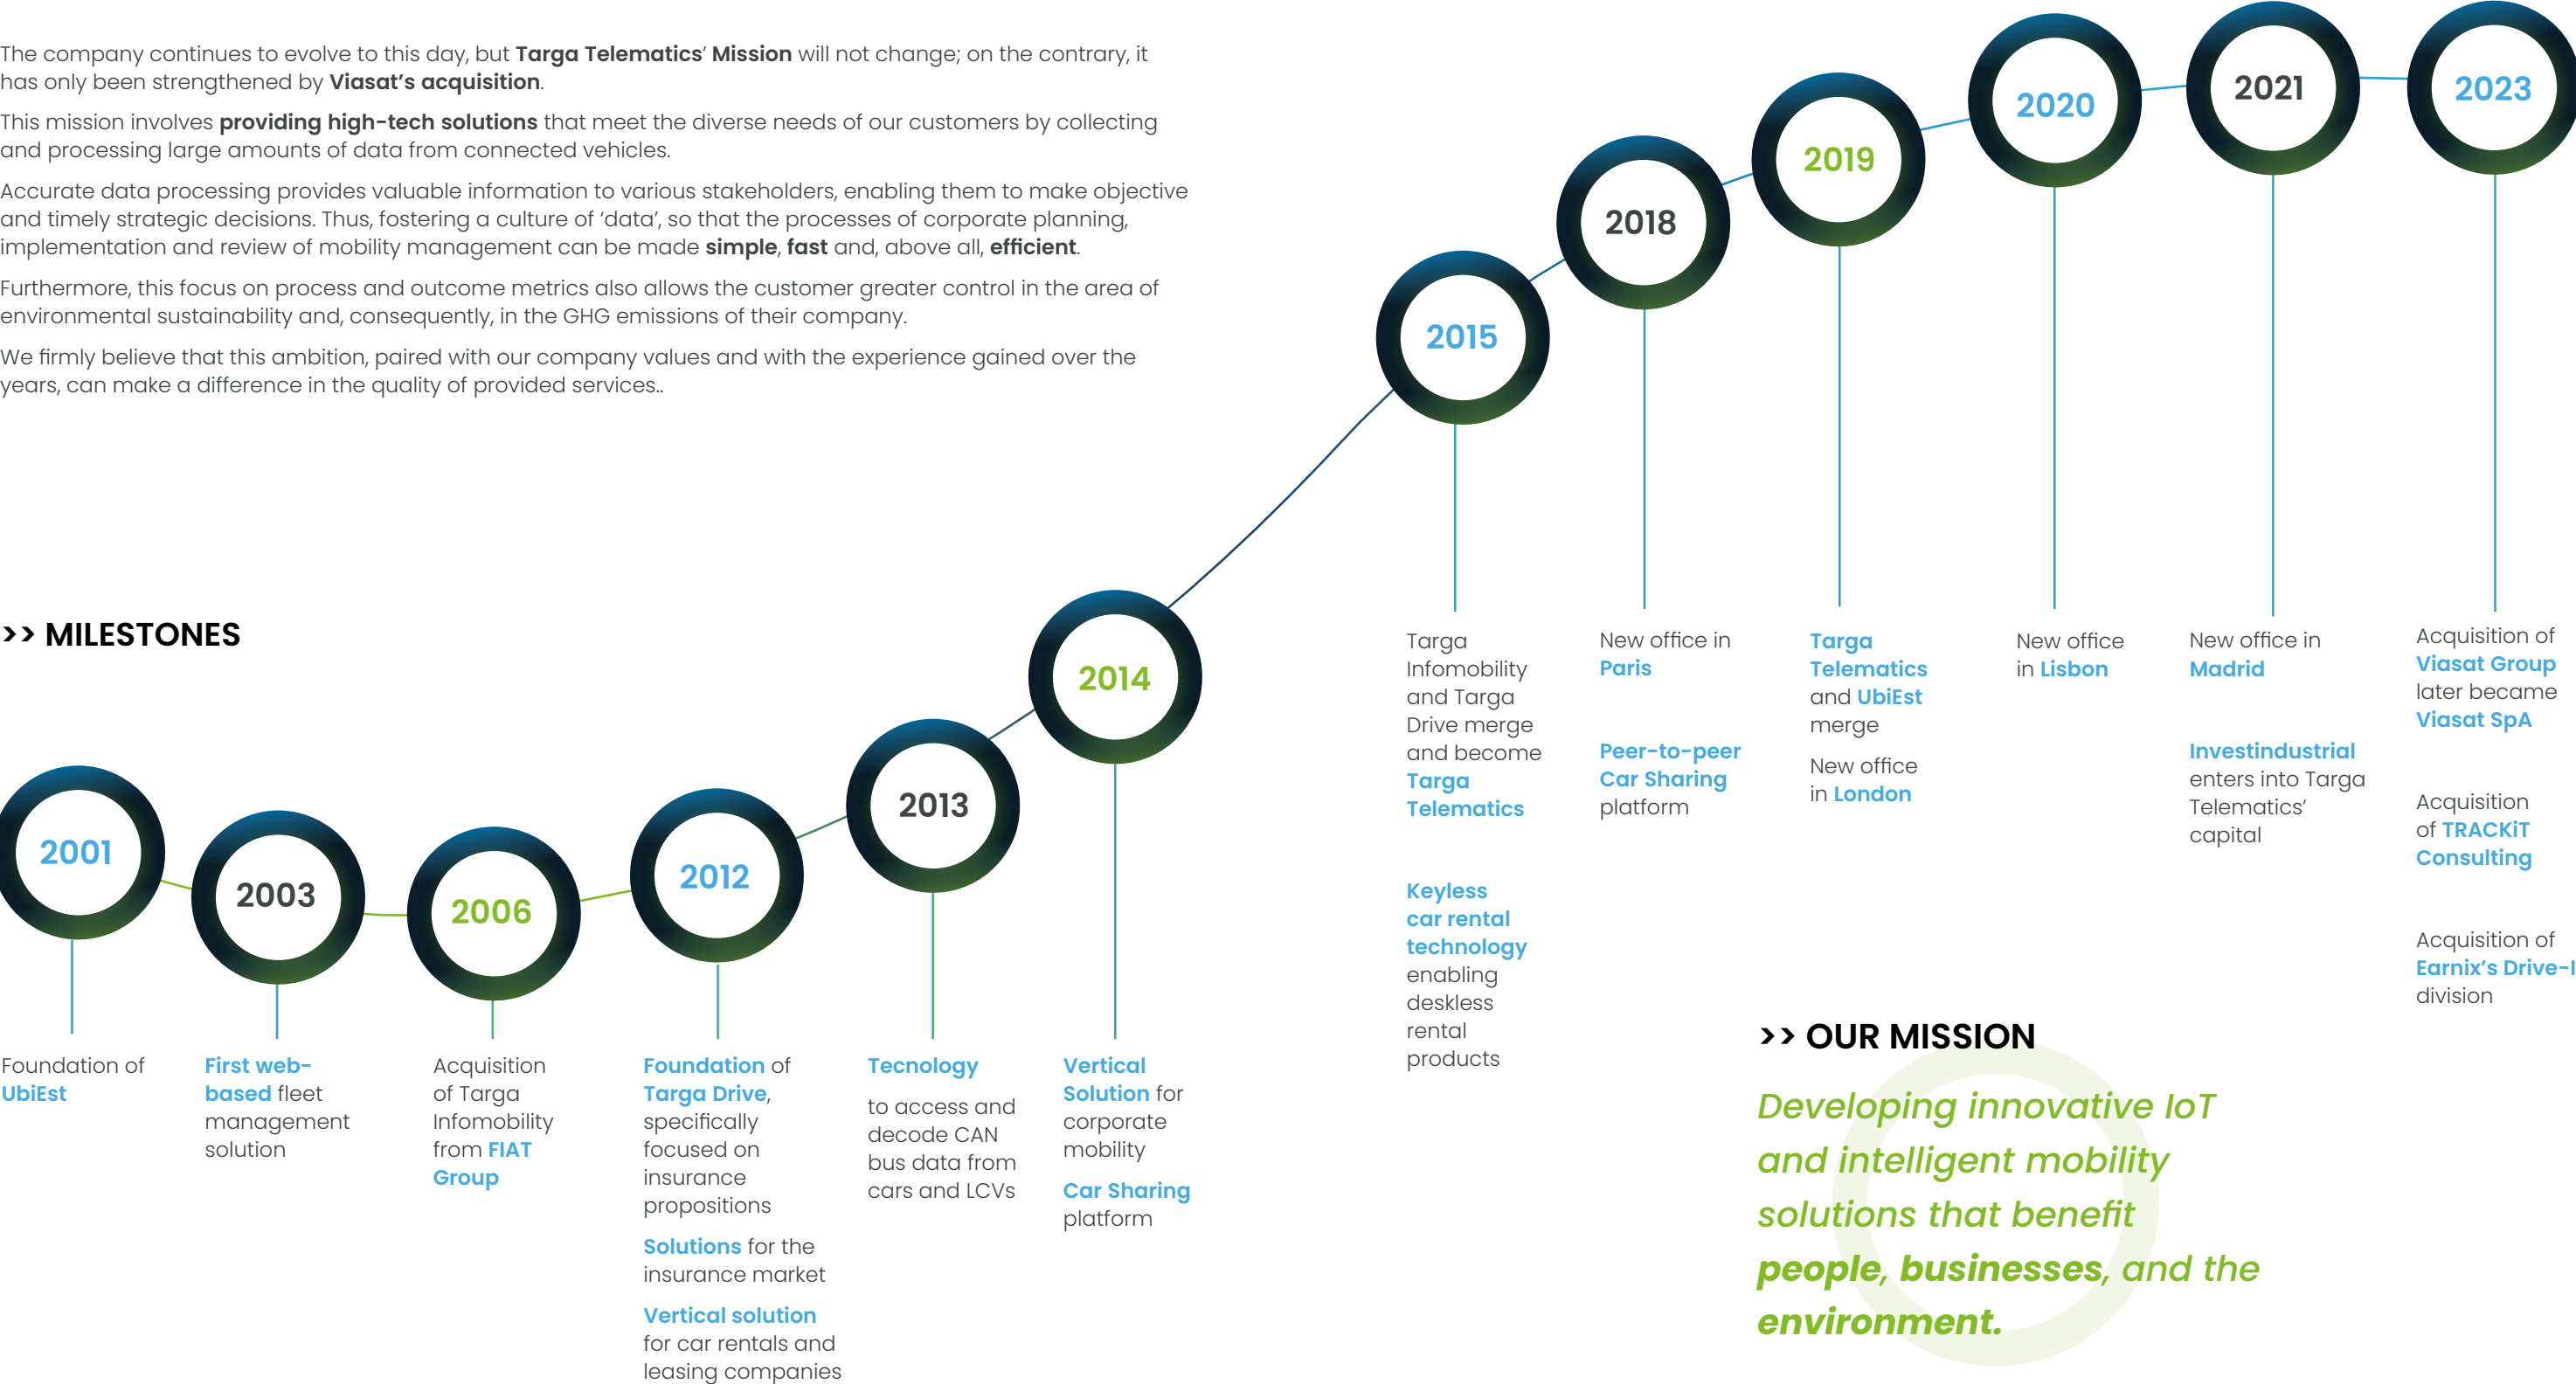 The company continues to evolve to this day, but Targa Telematics’ Mission will not change; on the contrary, it
has only been strengthened by Viasat’s acquisition.
This mission involves providing high-tech solutions that meet the diverse needs of our customers by collecting
and processing large amounts of data from connected vehicles.
Accurate data processing provides valuable information to various stakeholders, enabling them to make objective
and timely strategic decisions. Thus, fostering a culture of ‘data’, so that the processes of corporate planning,
implementation and review of mobility management can be made simple, fast and, above all, efficient.
Furthermore, this focus on process and outcome metrics also allows the customer greater control in the area of
environmental sustainability and, consequently, in the GHG emissions of their company.
We firmly believe that this ambition, paired with our company values and with the experience gained over the
years, can make a difference in the quality of provided services..
>> MILESTONES
2001
Foundation of
UbiEst
2003
First web-
based fleet
management
solution
2006
Acquisition
of Targa
Infomobility
from FIAT
Group
2012
Foundation of
Targa Drive,
specifically
focused on
insurance
propositions
Solutions for the
insurance market
Vertical solution
for car rentals and
leasing companies
2013
Tecnology
to access and
decode CAN
bus data from
cars and LCVs
2014
Vertical
Solution for
corporate
mobility
Car Sharing
platform
2015
Targa
Infomobility
and Targa
Drive merge
and become
Targa
Telematics
Keyless
car rental
technology
enabling
deskless
rental
products
2018
New office in
Paris
Peer-to-peer
Car Sharing
platform
2019
Targa
Telematics
and UbiEst
merge
New office
in London
2020
New office
in Lisbon
2021
New office in
Madrid
Investindustrial
enters into Targa
Telematics’
capital
2023
Acquisition of
Viasat Group
later became
Viasat SpA
Acquisition
of TRACKiT
Consulting
Acquisition of
Earnix’s Drive-I
division
>> OUR MISSION
Developing innovative IoT
and intelligent mobility
solutions that benefit
people, businesses, and the
environment.